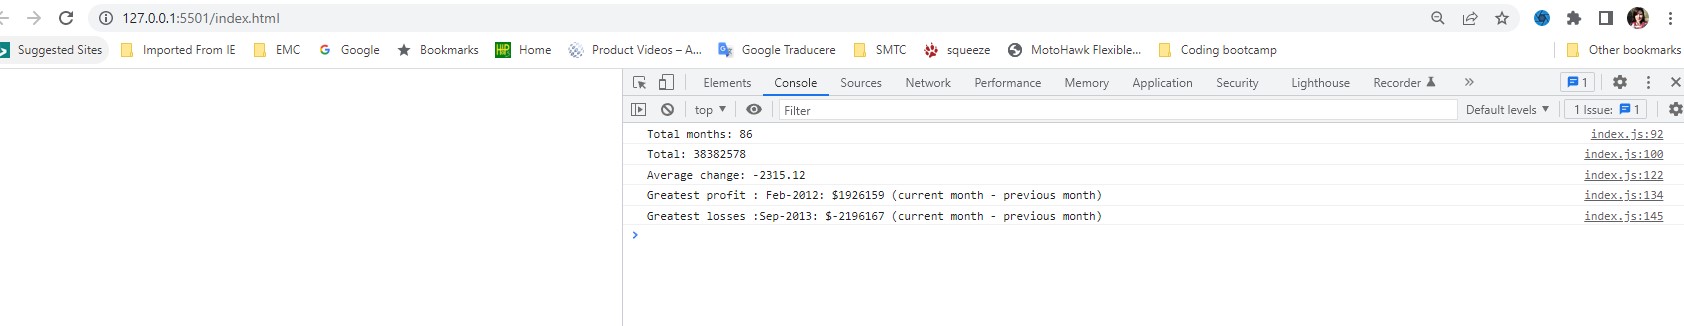 127.0.0.1:5501/index.html
Suggested Sites Imported From IE EMC Google Bookmarks Home Product Videos – A... Google Traducere SMTC squeeze MotoHawk Flexible... Coding bootcamp Other bookmarks
Elements Console Sources Network Performance Memory Application Security Lighthouse Recorder » 1
top ▼ Filter Default levels ▼ 1 Issue: 1
Total months: 86 index.js:92
Total: 38382578 index.js:100
Average change: -2315.12 index.js:122
Greatest profit : Feb-2012: $1926159 (current month - previous month) index.js:134
Greatest losses :Sep-2013: $-2196167 (current month - previous month) index.js:145